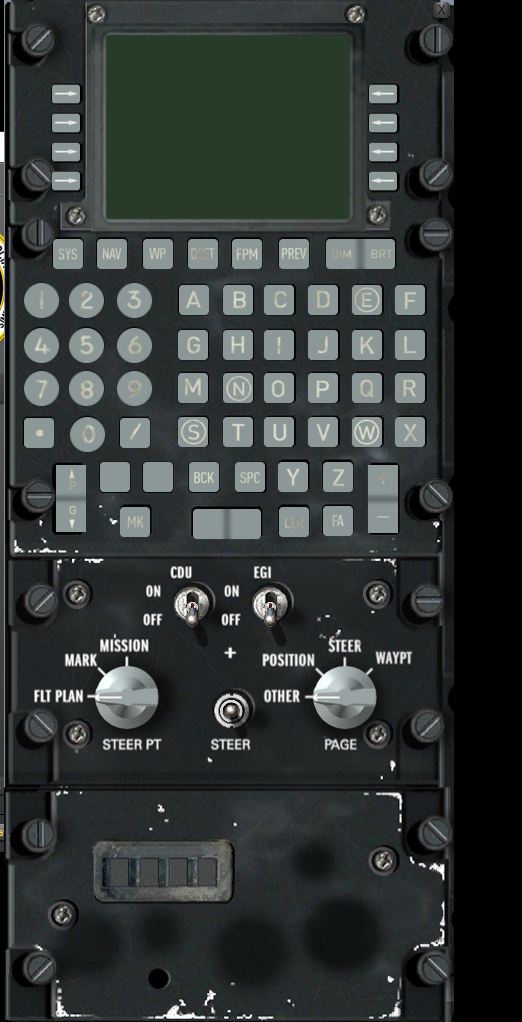 X
SYS NAV WP OSET FPM PREV DIM BRT
1 2 3 A B C D E F
4 5 6 G H I J K L
7 8 9 M N O P Q R
. 0 / S T U V W X
P G BCK SPC Y Z + -
MK FA
CDU EGI
ON ON
OFF OFF
+
MISSION STEER
MARK POSITION WAYPT
FLT PLAN OTHER
STEER PT STEER PAGE